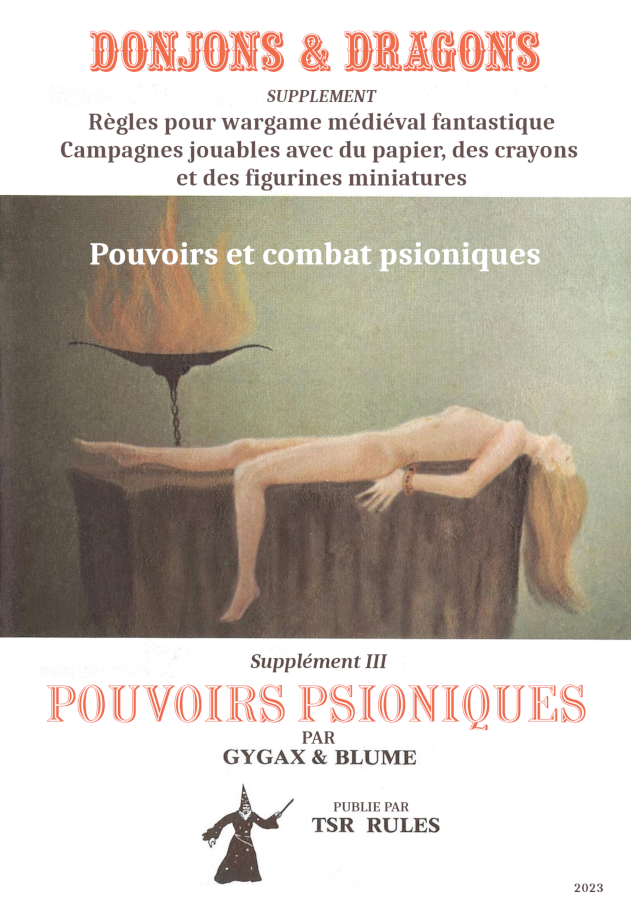 DONJONS & DRAGONS
SUPPLEMENT
Règles pour wargame médiéval fantastique
Campagnes jouables avec du papier, des crayons
et des figurines miniatures
Pouvoirs et combat psioniques
Supplément III
POUVOIRS PSIONIQUES
PAR
GYGAX & BLUME
PUBLIE PAR
TSR RULES
2023